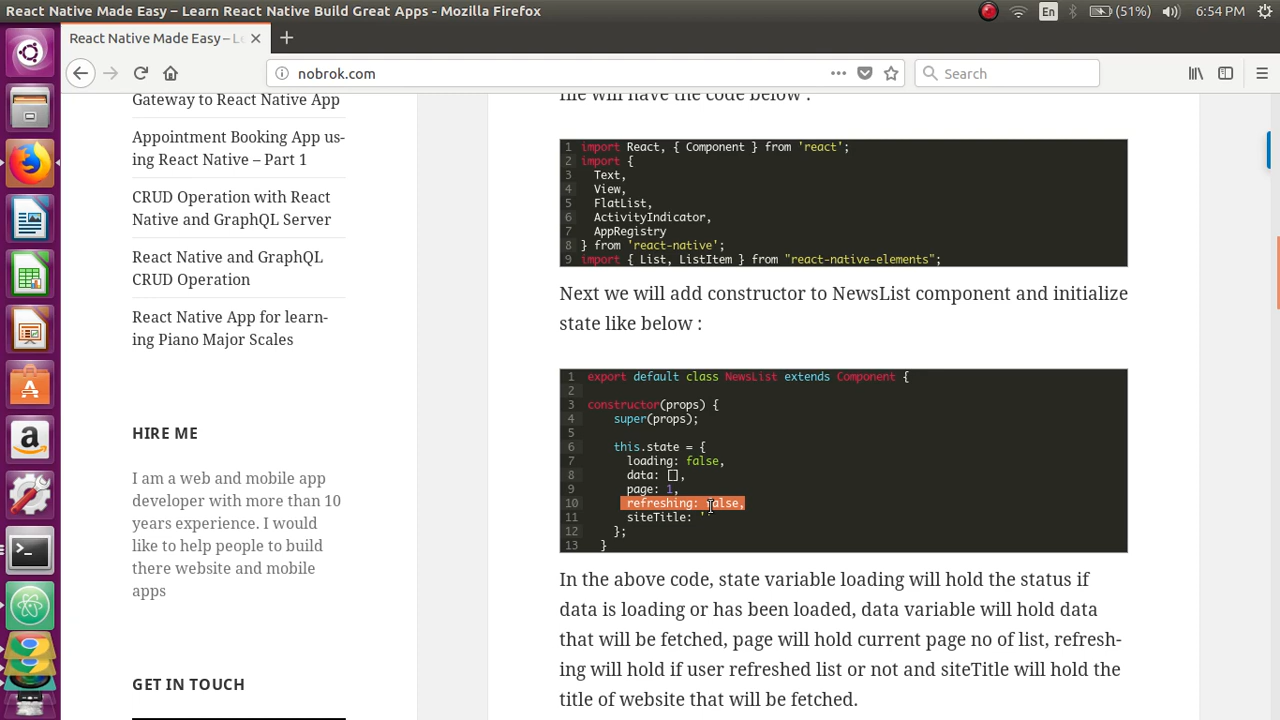 React Native Made Easy – Learn React Native Build Great Apps - Mozilla Firefox
En
(51%)
6:54 PM
React Native Made Easy – L
nobrok.com
Search
Gateway to React Native App
Appointment Booking App us-
ing React Native – Part 1
CRUD Operation with React
Native and GraphQL Server
React Native and GraphQL
CRUD Operation
React Native App for learn-
ing Piano Major Scales
HIRE ME
I am a web and mobile app
developer with more than 10
years experience. I would
like to help people to build
there website and mobile
apps
GET IN TOUCH
file will have the code below :
1 import React, { Component } from 'react';
2 import {
3 Text,
4 View,
5 FlatList,
6 ActivityIndicator,
7 AppRegistry
8 } from 'react-native';
9 import { List, ListItem } from "react-native-elements";
Next we will add constructor to NewsList component and initialize
state like below :
1 export default class NewsList extends Component {
2
3 constructor(props) {
4 super(props);
5
6 this.state = {
7 loading: false,
8 data: [],
9 page: 1,
10 refreshing: false,
11 siteTitle: '
12 };
13 }
In the above code, state variable loading will hold the status if
data is loading or has been loaded, data variable will hold data
that will be fetched, page will hold current page no of list, refresh-
ing will hold if user refreshed list or not and siteTitle will hold the
title of website that will be fetched.